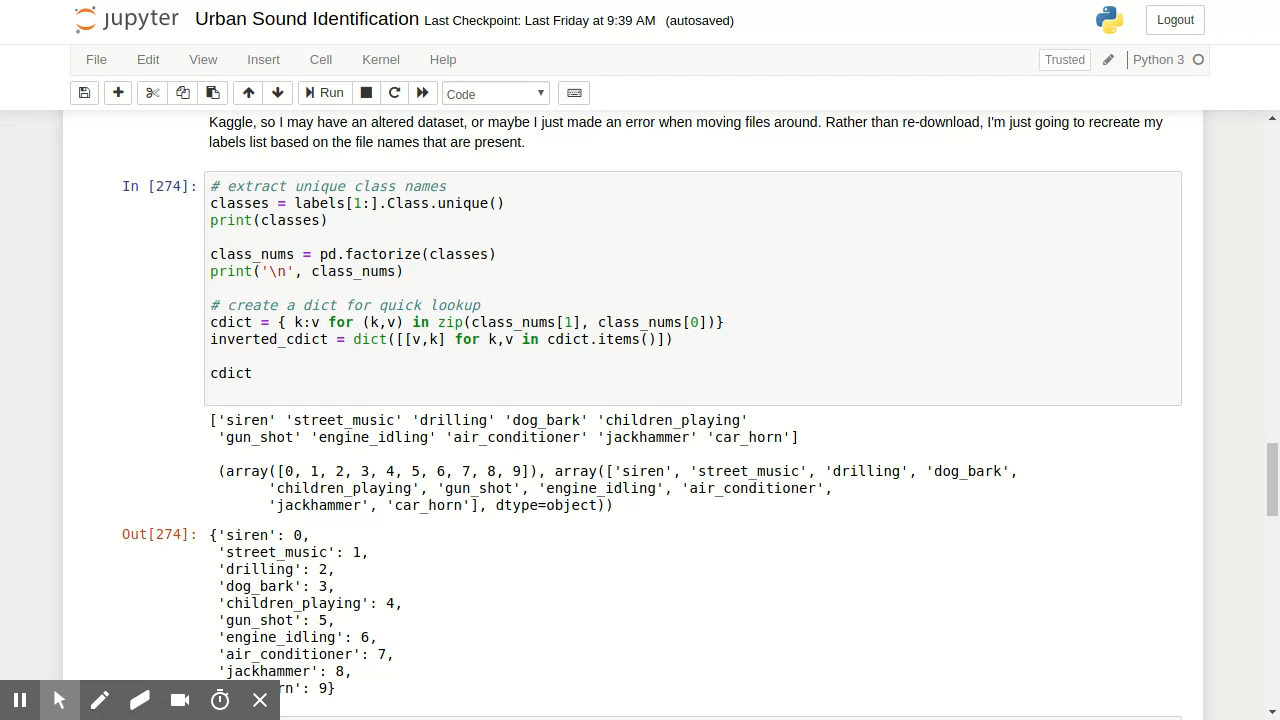 jupyter Urban Sound Identification Last Checkpoint: Last Friday at 9:39 AM (autosaved) Logout
File Edit View Insert Cell Kernel Help Trusted Python 3
Run Code
Kaggle, so I may have an altered dataset, or maybe I just made an error when moving files around. Rather than re-download, I'm just going to recreate my
labels list based on the file names that are present.
In [274]: # extract unique class names
classes = labels[1:].Class.unique()
print(classes)
class_nums = pd.factorize(classes)
print('\n', class_nums)
# create a dict for quick lookup
cdict = { k:v for (k,v) in zip(class_nums[1], class_nums[0])}
inverted_cdict = dict([[v,k] for k,v in cdict.items()])
cdict
['siren' 'street_music' 'drilling' 'dog_bark' 'children_playing'
'gun_shot' 'engine_idling' 'air_conditioner' 'jackhammer' 'car_horn']
(array([0, 1, 2, 3, 4, 5, 6, 7, 8, 9]), array(['siren', 'street_music', 'drilling', 'dog_bark',
'children_playing', 'gun_shot', 'engine_idling', 'air_conditioner',
'jackhammer', 'car_horn'], dtype=object))
Out[274]: {'siren': 0,
'street_music': 1,
'drilling': 2,
'dog_bark': 3,
'children_playing': 4,
'gun_shot': 5,
'engine_idling': 6,
'air_conditioner': 7,
'jackhammer': 8,
rn': 9}